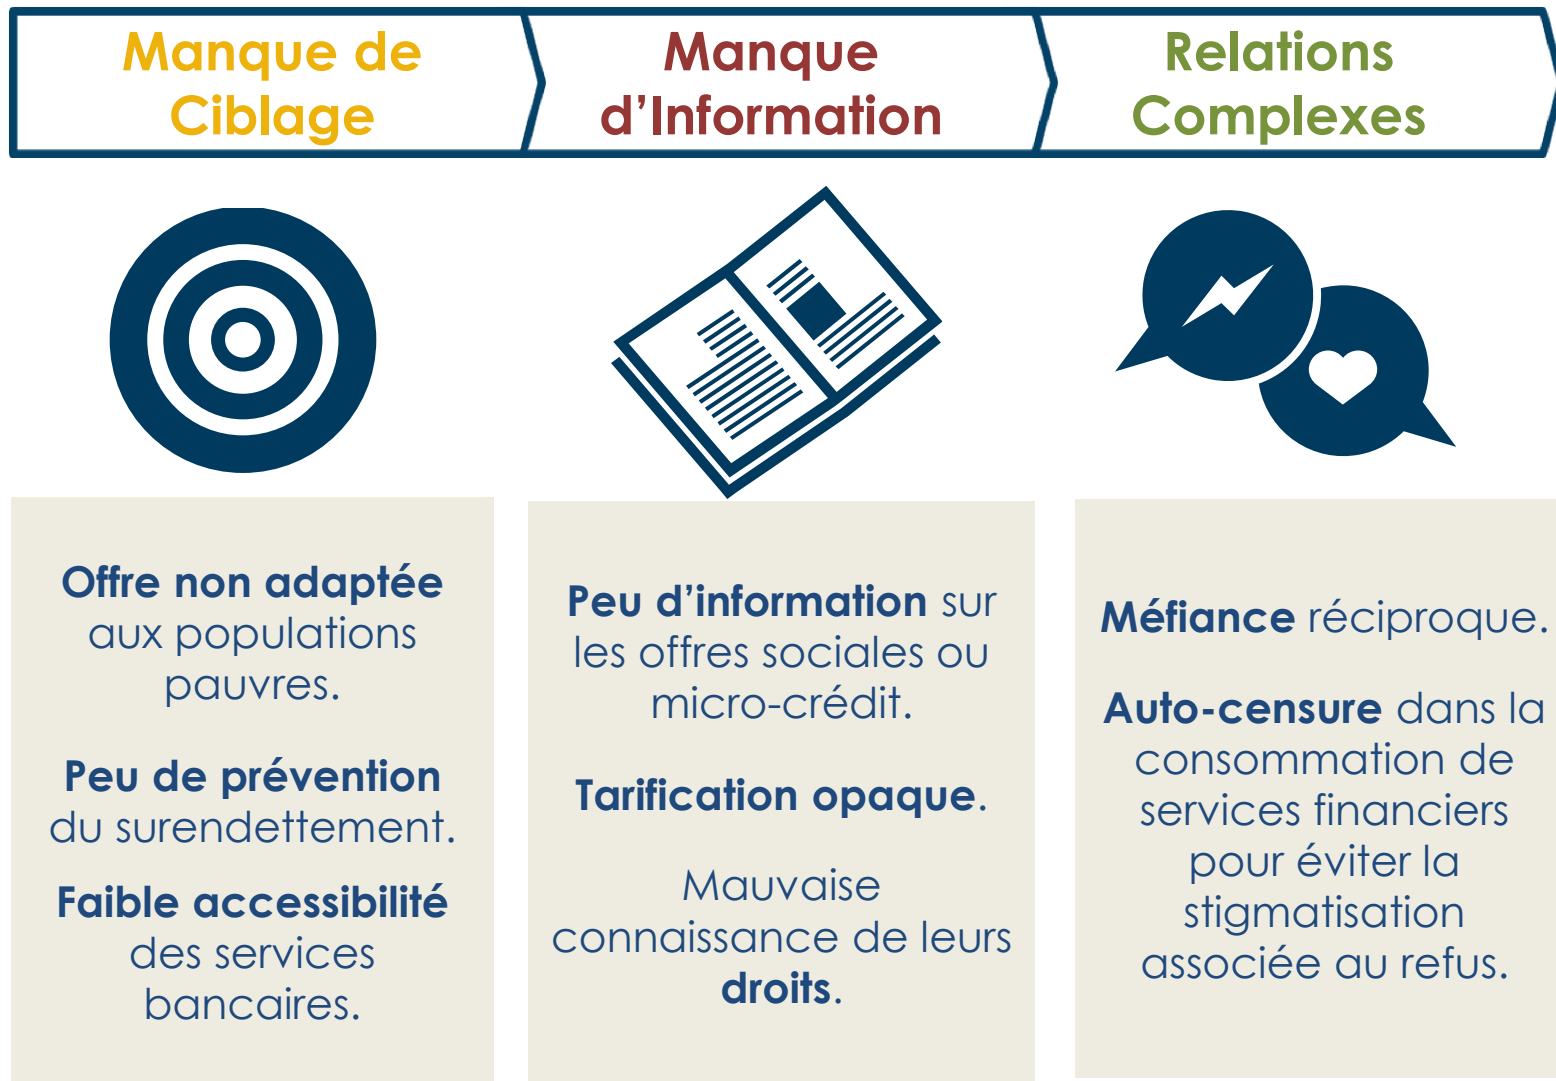 Manque de
Ciblage
Manque
d’Information
Relations
Complexes
Offre non adaptée
aux populations
pauvres.
Peu de prévention
du surendettement.
Faible accessibilité
des services
bancaires.
Peu d’information sur
les offres sociales ou
micro-crédit.
Tarification opaque.
Mauvaise
connaissance de leurs
droits.
Méfiance réciproque.
Auto-censure dans la
consommation de
services financiers
pour éviter la
stigmatisation
associée au refus.